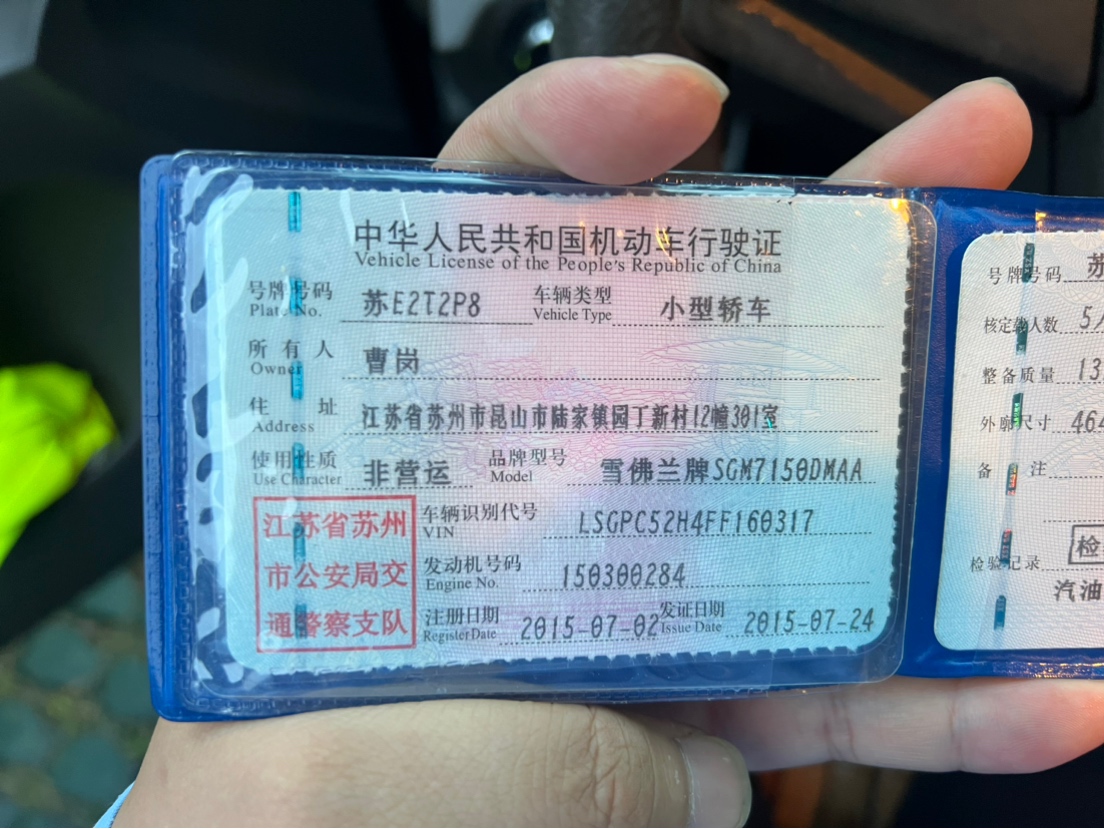 中华人民共和国机动车行驶证
Vehicle License of the People's Republic of China
号牌号码 苏E2T2P8 车辆类型 小型轿车
Plate No. Vehicle Type
所有人 曹岗
Owner
住址 江苏省苏州市昆山市陆家镇园丁新村12幢301室
Address
使用性质 非营运 品牌型号 雪佛兰牌SGM7150DMAA
Use Character Model
江苏省苏州
市公安局交
通警察支队
车辆识别代号 LSGPC52H4FF160317
VIN
发动机号码 150300284
Engine No.
注册日期 2015-07-02 发证日期 2015-07-24
Register Date Issue Date
号牌号码 苏
核定载人数 5
整备质量 13
外廓尺寸 464
备注
检验记录
汽油